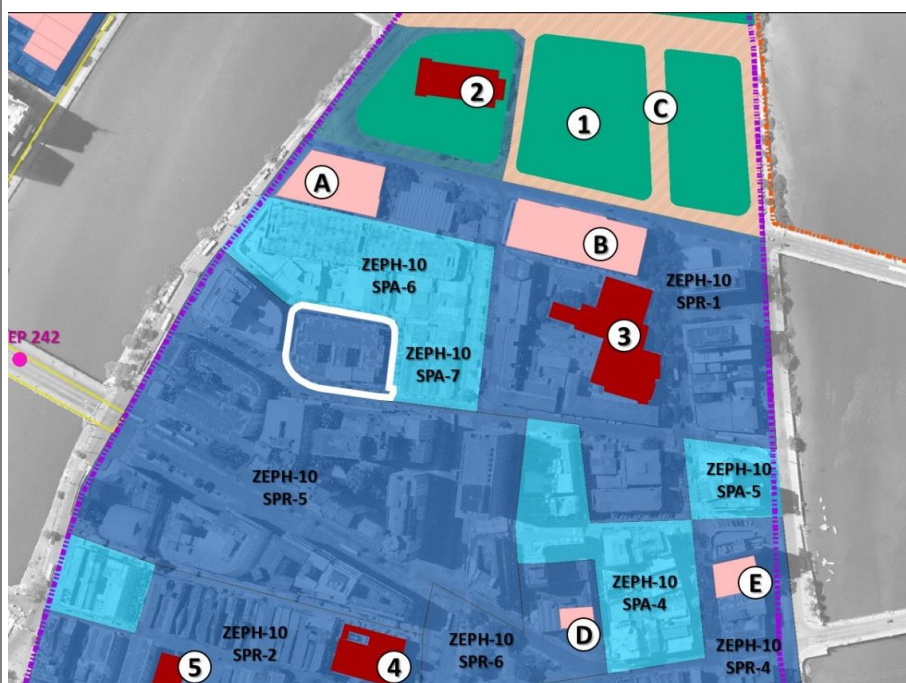 2
C
1
A
B
ZEPH-10
SPA-6
ZEPH-10
SPR-1
EP 242
3
ZEPH-10
SPA-7
ZEPH-10
SPR-5
ZEPH-10
SPA-5
ZEPH-10
SPA-4
E
ZEPH-10
SPR-2
D
ZEPH-10
SPR-6
ZEPH-10
SPR-4
5
4